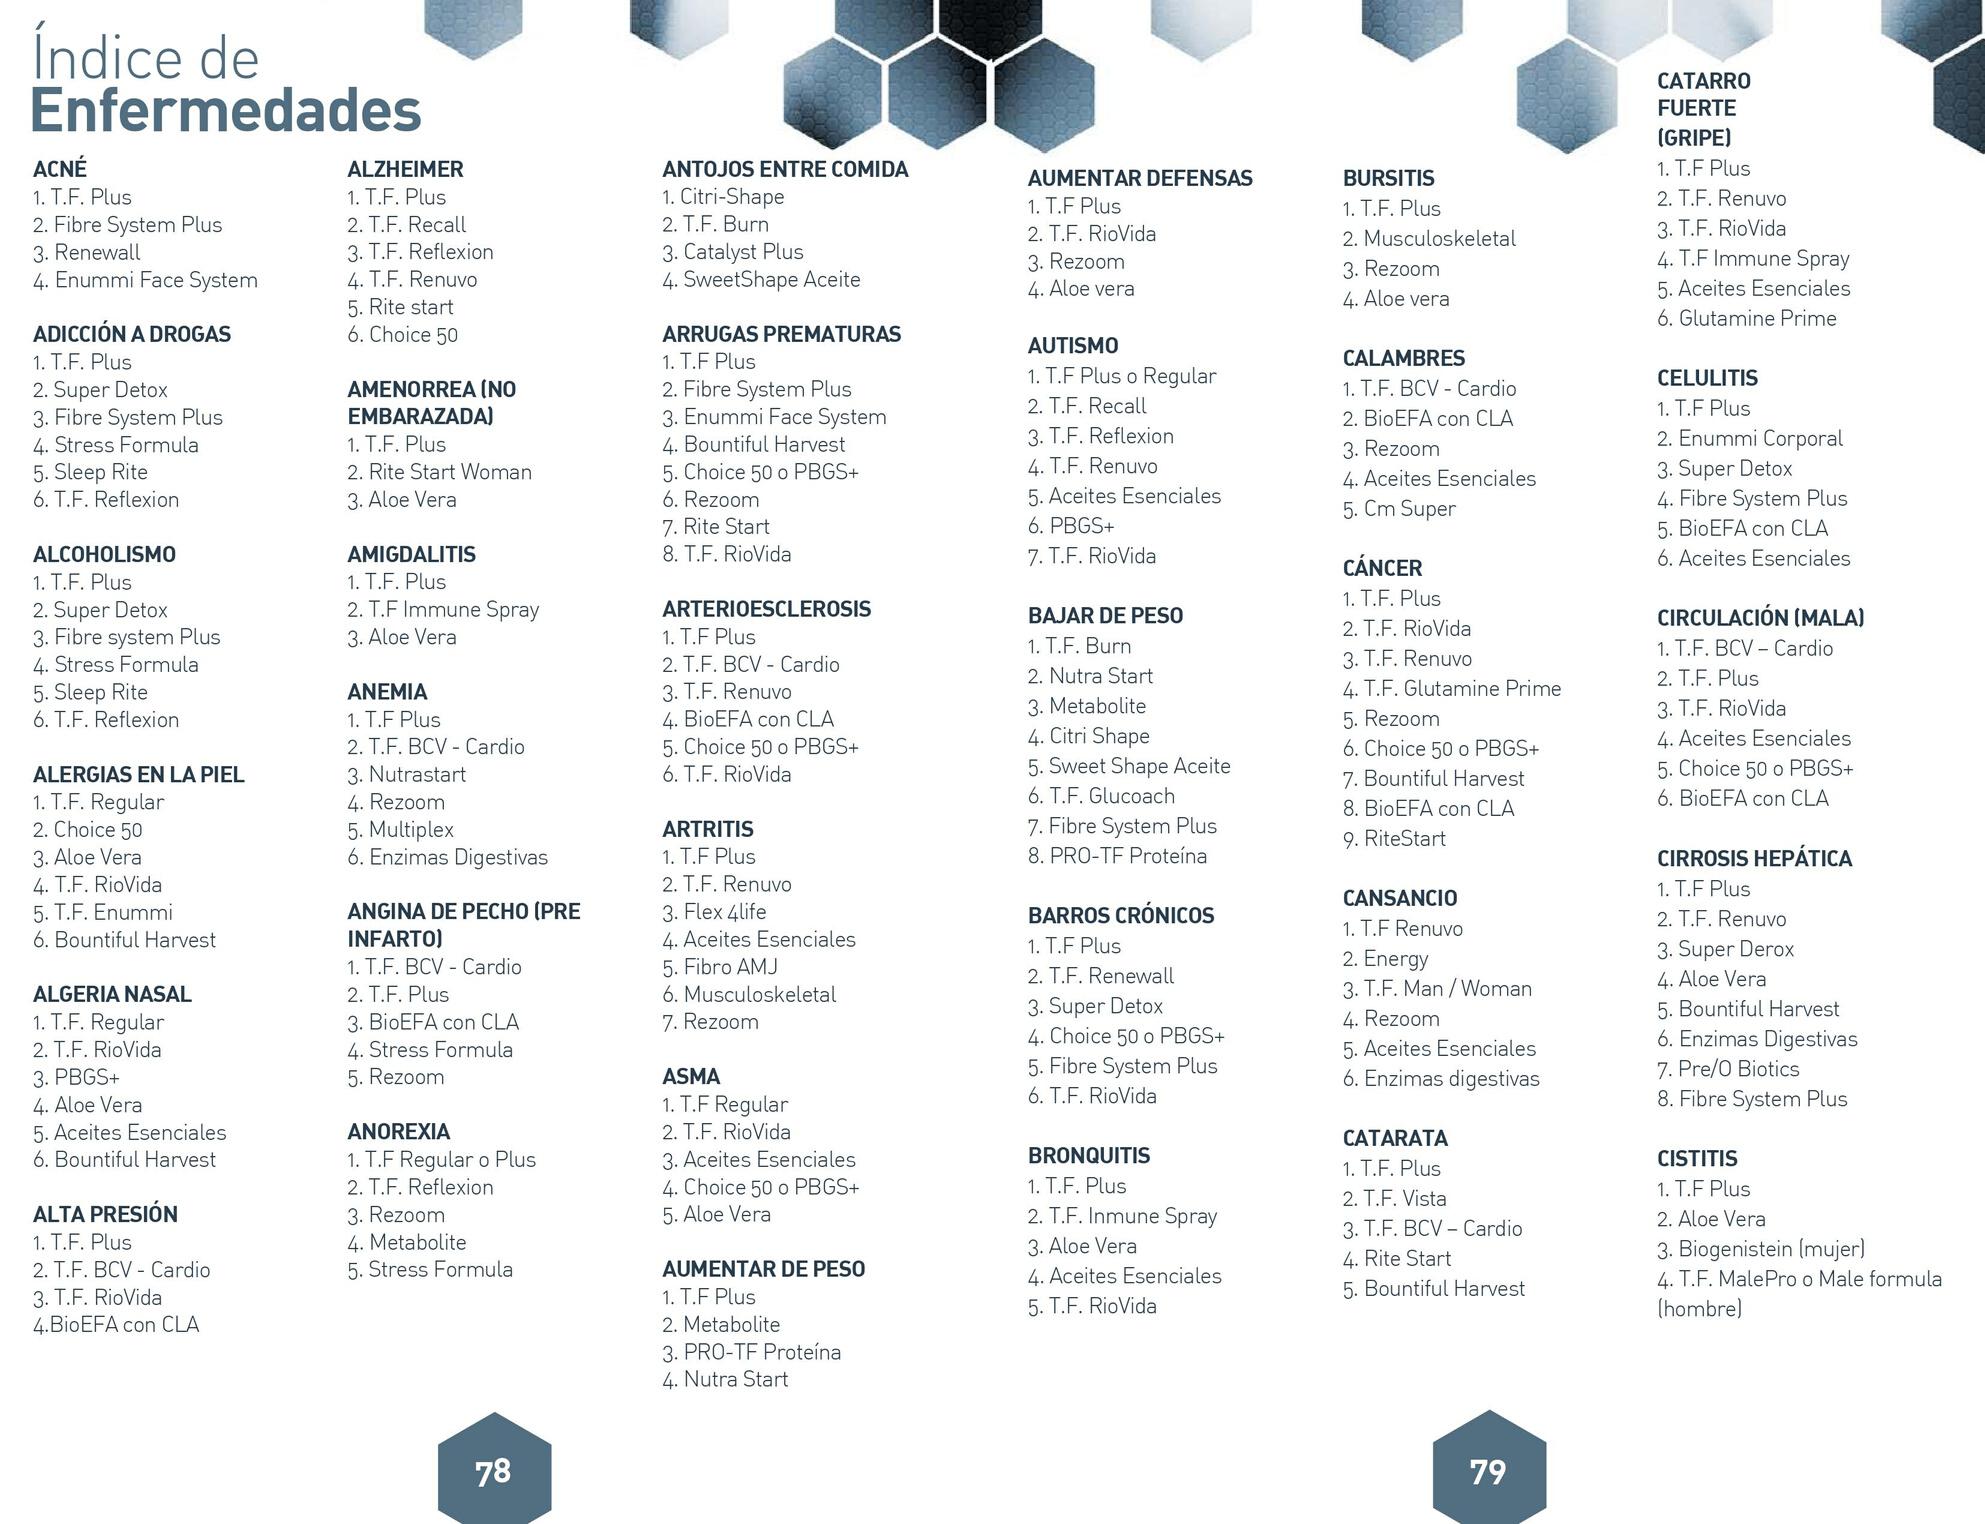 Índice de
Enfermedades
ACNÉ
1. T.F. Plus
2. Fibre System Plus
3. Renewall
4. Enummi Face System
ADICCIÓN A DROGAS
1. T.F. Plus
2. Super Detox
3. Fibre System Plus
4. Stress Formula
5. Sleep Rite
6. T.F. Reflexion
ALCOHOLISMO
1. T.F. Plus
2. Super Detox
3. Fibre system Plus
4. Stress Formula
5. Sleep Rite
6. T.F. Reflexion
ALERGIAS EN LA PIEL
1. T.F. Regular
2. Choice 50
3. Aloe Vera
4. T.F. RioVida
5. T.F. Enummi
6. Bountiful Harvest
ALGERIA NASAL
1. T.F. Regular
2. T.F. RioVida
3. PBGS+
4. Aloe Vera
5. Aceites Esenciales
6. Bountiful Harvest
ALTA PRESIÓN
1. T.F. Plus
2. T.F. BCV - Cardio
3. T.F. RioVida
4.BioEFA con CLA
ALZHEIMER
1. T.F. Plus
2. T.F. Recall
3. T.F. Reflexion
4. T.F. Renuvo
5. Rite start
6. Choice 50
AMENORREA (NO
EMBARAZADA)
1. T.F. Plus
2. Rite Start Woman
3. Aloe Vera
AMIGDALITIS
1. T.F. Plus
2. T.F Immune Spray
3. Aloe Vera
ANEMIA
1. T.F Plus
2. T.F. BCV - Cardio
3. Nutrastart
4. Rezoom
5. Multiplex
6. Enzimas Digestivas
ANGINA DE PECHO (PRE
INFARTO)
1. T.F. BCV - Cardio
2. T.F. Plus
3. BioEFA con CLA
4. Stress Formula
5. Rezoom
ANOREXIA
1. T.F Regular o Plus
2. T.F. Reflexion
3. Rezoom
4. Metabolite
5. Stress Formula
ANTOJOS ENTRE COMIDA
1. Citri-Shape
2. T.F. Burn
3. Catalyst Plus
4. SweetShape Aceite
ARRUGAS PREMATURAS
1. T.F Plus
2. Fibre System Plus
3. Enummi Face System
4. Bountiful Harvest
5. Choice 50 o PBGS+
6. Rezoom
7. Rite Start
8. T.F. RioVida
ARTERIOESCLEROSIS
1. T.F Plus
2. T.F. BCV - Cardio
3. T.F. Renuvo
4. BioEFA con CLA
5. Choice 50 o PBGS+
6. T.F. RioVida
ARTRITIS
1. T.F Plus
2. T.F. Renuvo
3. Flex 4life
4. Aceites Esenciales
5. Fibro AMJ
6. Musculoskeletal
7. Rezoom
ASMA
1. T.F Regular
2. T.F. RioVida
3. Aceites Esenciales
4. Choice 50 o PBGS+
5. Aloe Vera
AUMENTAR DE PESO
1. T.F Plus
2. Metabolite
3. PRO-TF Proteína
4. Nutra Start
78
AUMENTAR DEFENSAS
1. T.F Plus
2. T.F. RioVida
3. Rezoom
4. Aloe vera
AUTISMO
1. T.F Plus o Regular
2. T.F. Recall
3. T.F. Reflexion
4. T.F. Renuvo
5. Aceites Esenciales
6. PBGS+
7. T.F. RioVida
BAJAR DE PESO
1. T.F. Burn
2. Nutra Start
3. Metabolite
4. Citri Shape
5. Sweet Shape Aceite
6. T.F. Glucoach
7. Fibre System Plus
8. PRO-TF Proteína
BARROS CRÓNICOS
1. T.F Plus
2. T.F. Renewall
3. Super Detox
4. Choice 50 o PBGS+
5. Fibre System Plus
6. T.F. RioVida
BRONQUITIS
1. T.F. Plus
2. T.F. Inmune Spray
3. Aloe Vera
4. Aceites Esenciales
5. T.F. RioVida
BURSITIS
1. T.F. Plus
2. Musculoskeletal
3. Rezoom
4. Aloe vera
CALAMBRES
1. T.F. BCV - Cardio
2. BioEFA con CLA
3. Rezoom
4. Aceites Esenciales
5. Cm Super
CÁNCER
1. T.F. Plus
2. T.F. RioVida
3. T.F. Renuvo
4. T.F. Glutamine Prime
5. Rezoom
6. Choice 50 o PBGS+
7. Bountiful Harvest
8. BioEFA con CLA
9. RiteStart
CANSANCIO
1. T.F Renuvo
2. Energy
3. T.F. Man / Woman
4. Rezoom
5. Aceites Esenciales
6. Enzimas digestivas
CATARATA
1. T.F. Plus
2. T.F. Vista
3. T.F. BCV – Cardio
4. Rite Start
5. Bountiful Harvest
CATARRO
FUERTE
(GRIPE)
1. T.F Plus
2. T.F. Renuvo
3. T.F. RioVida
4. T.F Immune Spray
5. Aceites Esenciales
6. Glutamine Prime
CELULITIS
1. T.F Plus
2. Enummi Corporal
3. Super Detox
4. Fibre System Plus
5. BioEFA con CLA
6. Aceites Esenciales
CIRCULACIÓN (MALA)
1. T.F. BCV – Cardio
2. T.F. Plus
3. T.F. RioVida
4. Aceites Esenciales
5. Choice 50 o PBGS+
6. BioEFA con CLA
CIRROSIS HEPÁTICA
1. T.F Plus
2. T.F. Renuvo
3. Super Derox
4. Aloe Vera
5. Bountiful Harvest
6. Enzimas Digestivas
7. Pre/O Biotics
8. Fibre System Plus
CISTITIS
1. T.F Plus
2. Aloe Vera
3. Biogenistein (mujer)
4. T.F. MalePro o Male formula
(hombre)
79